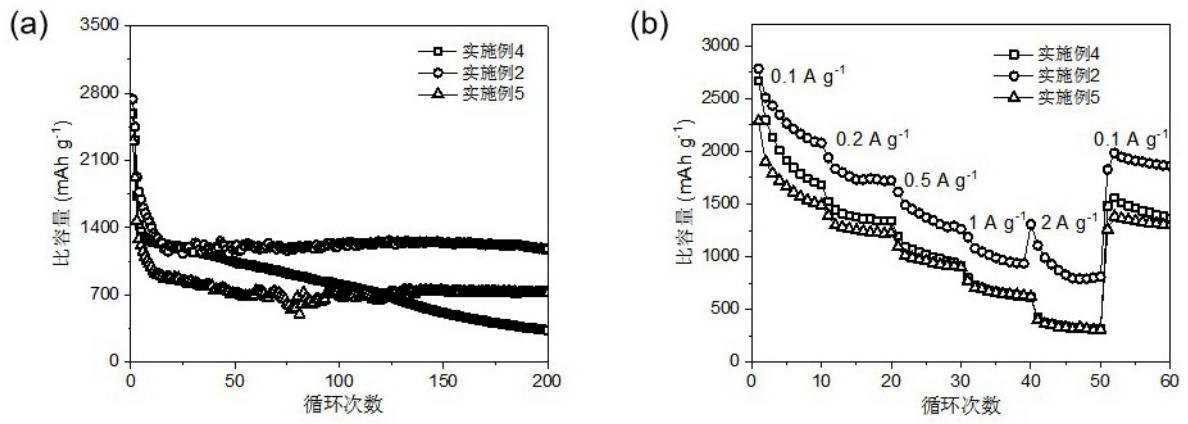 (a)
3500
2800
2100
1400
700
0
比容量 (mAh g⁻¹)
实施例4
实施例2
实施例5
0
50
100
150
200
循环次数
(b)
3000
2500
2000
1500
1000
500
0
比容量 (mAh g⁻¹)
实施例4
实施例2
实施例5
0.1 A g⁻¹
0.2 A g⁻¹
0.5 A g⁻¹
1 A g⁻¹
2 A g⁻¹
0.1 A g⁻¹
0
10
20
30
40
50
60
循环次数